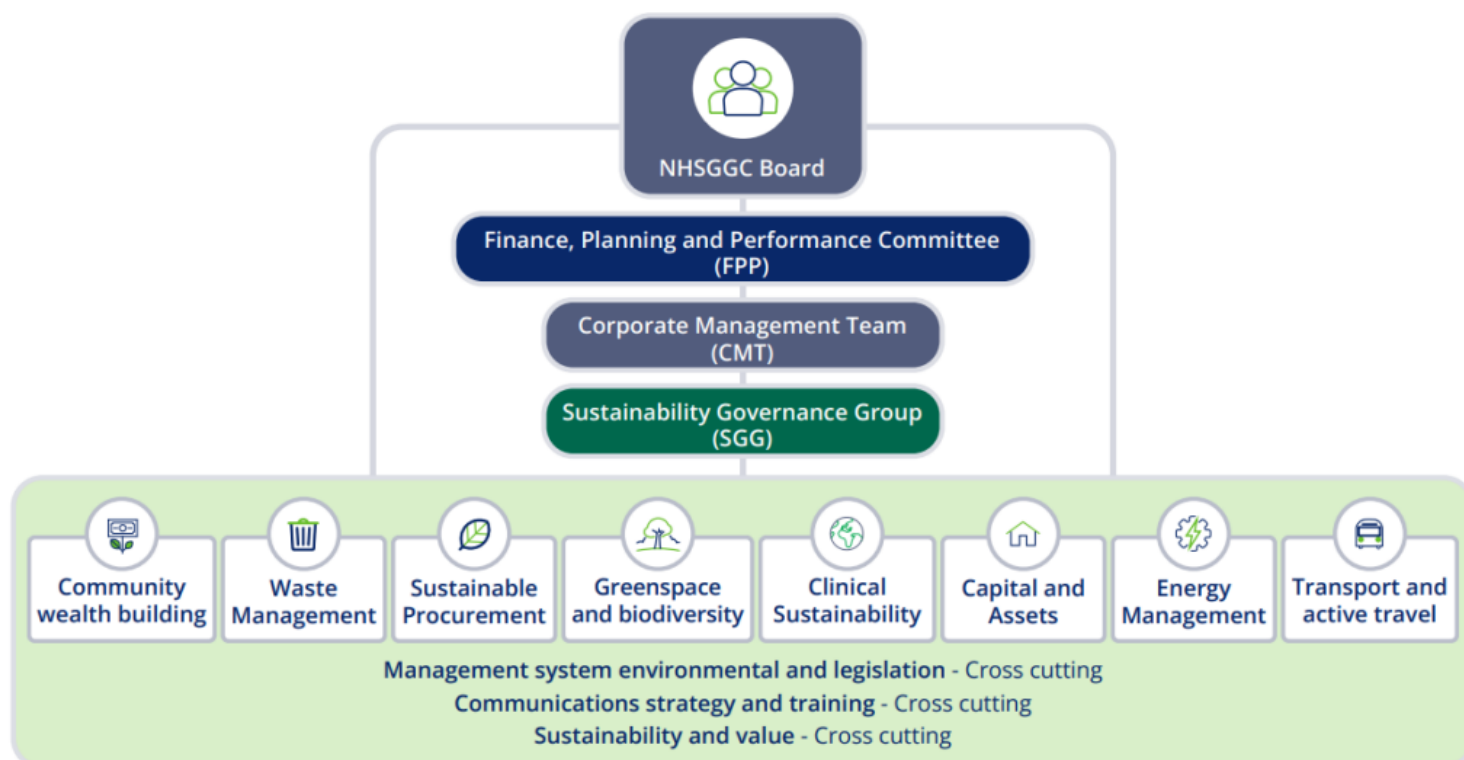 NHSGGC Board
Finance, Planning and Performance Committee
(FPP)
Corporate Management Team
(CMT)
Sustainability Governance Group
(SGG)
Community
wealth building
Waste
Management
Sustainable
Procurement
Greenspace
and biodiversity
Clinical
Sustainability
Capital and
Assets
Energy
Management
Transport and
active travel
Management system environmental and legislation - Cross cutting
Communications strategy and training - Cross cutting
Sustainability and value - Cross cutting